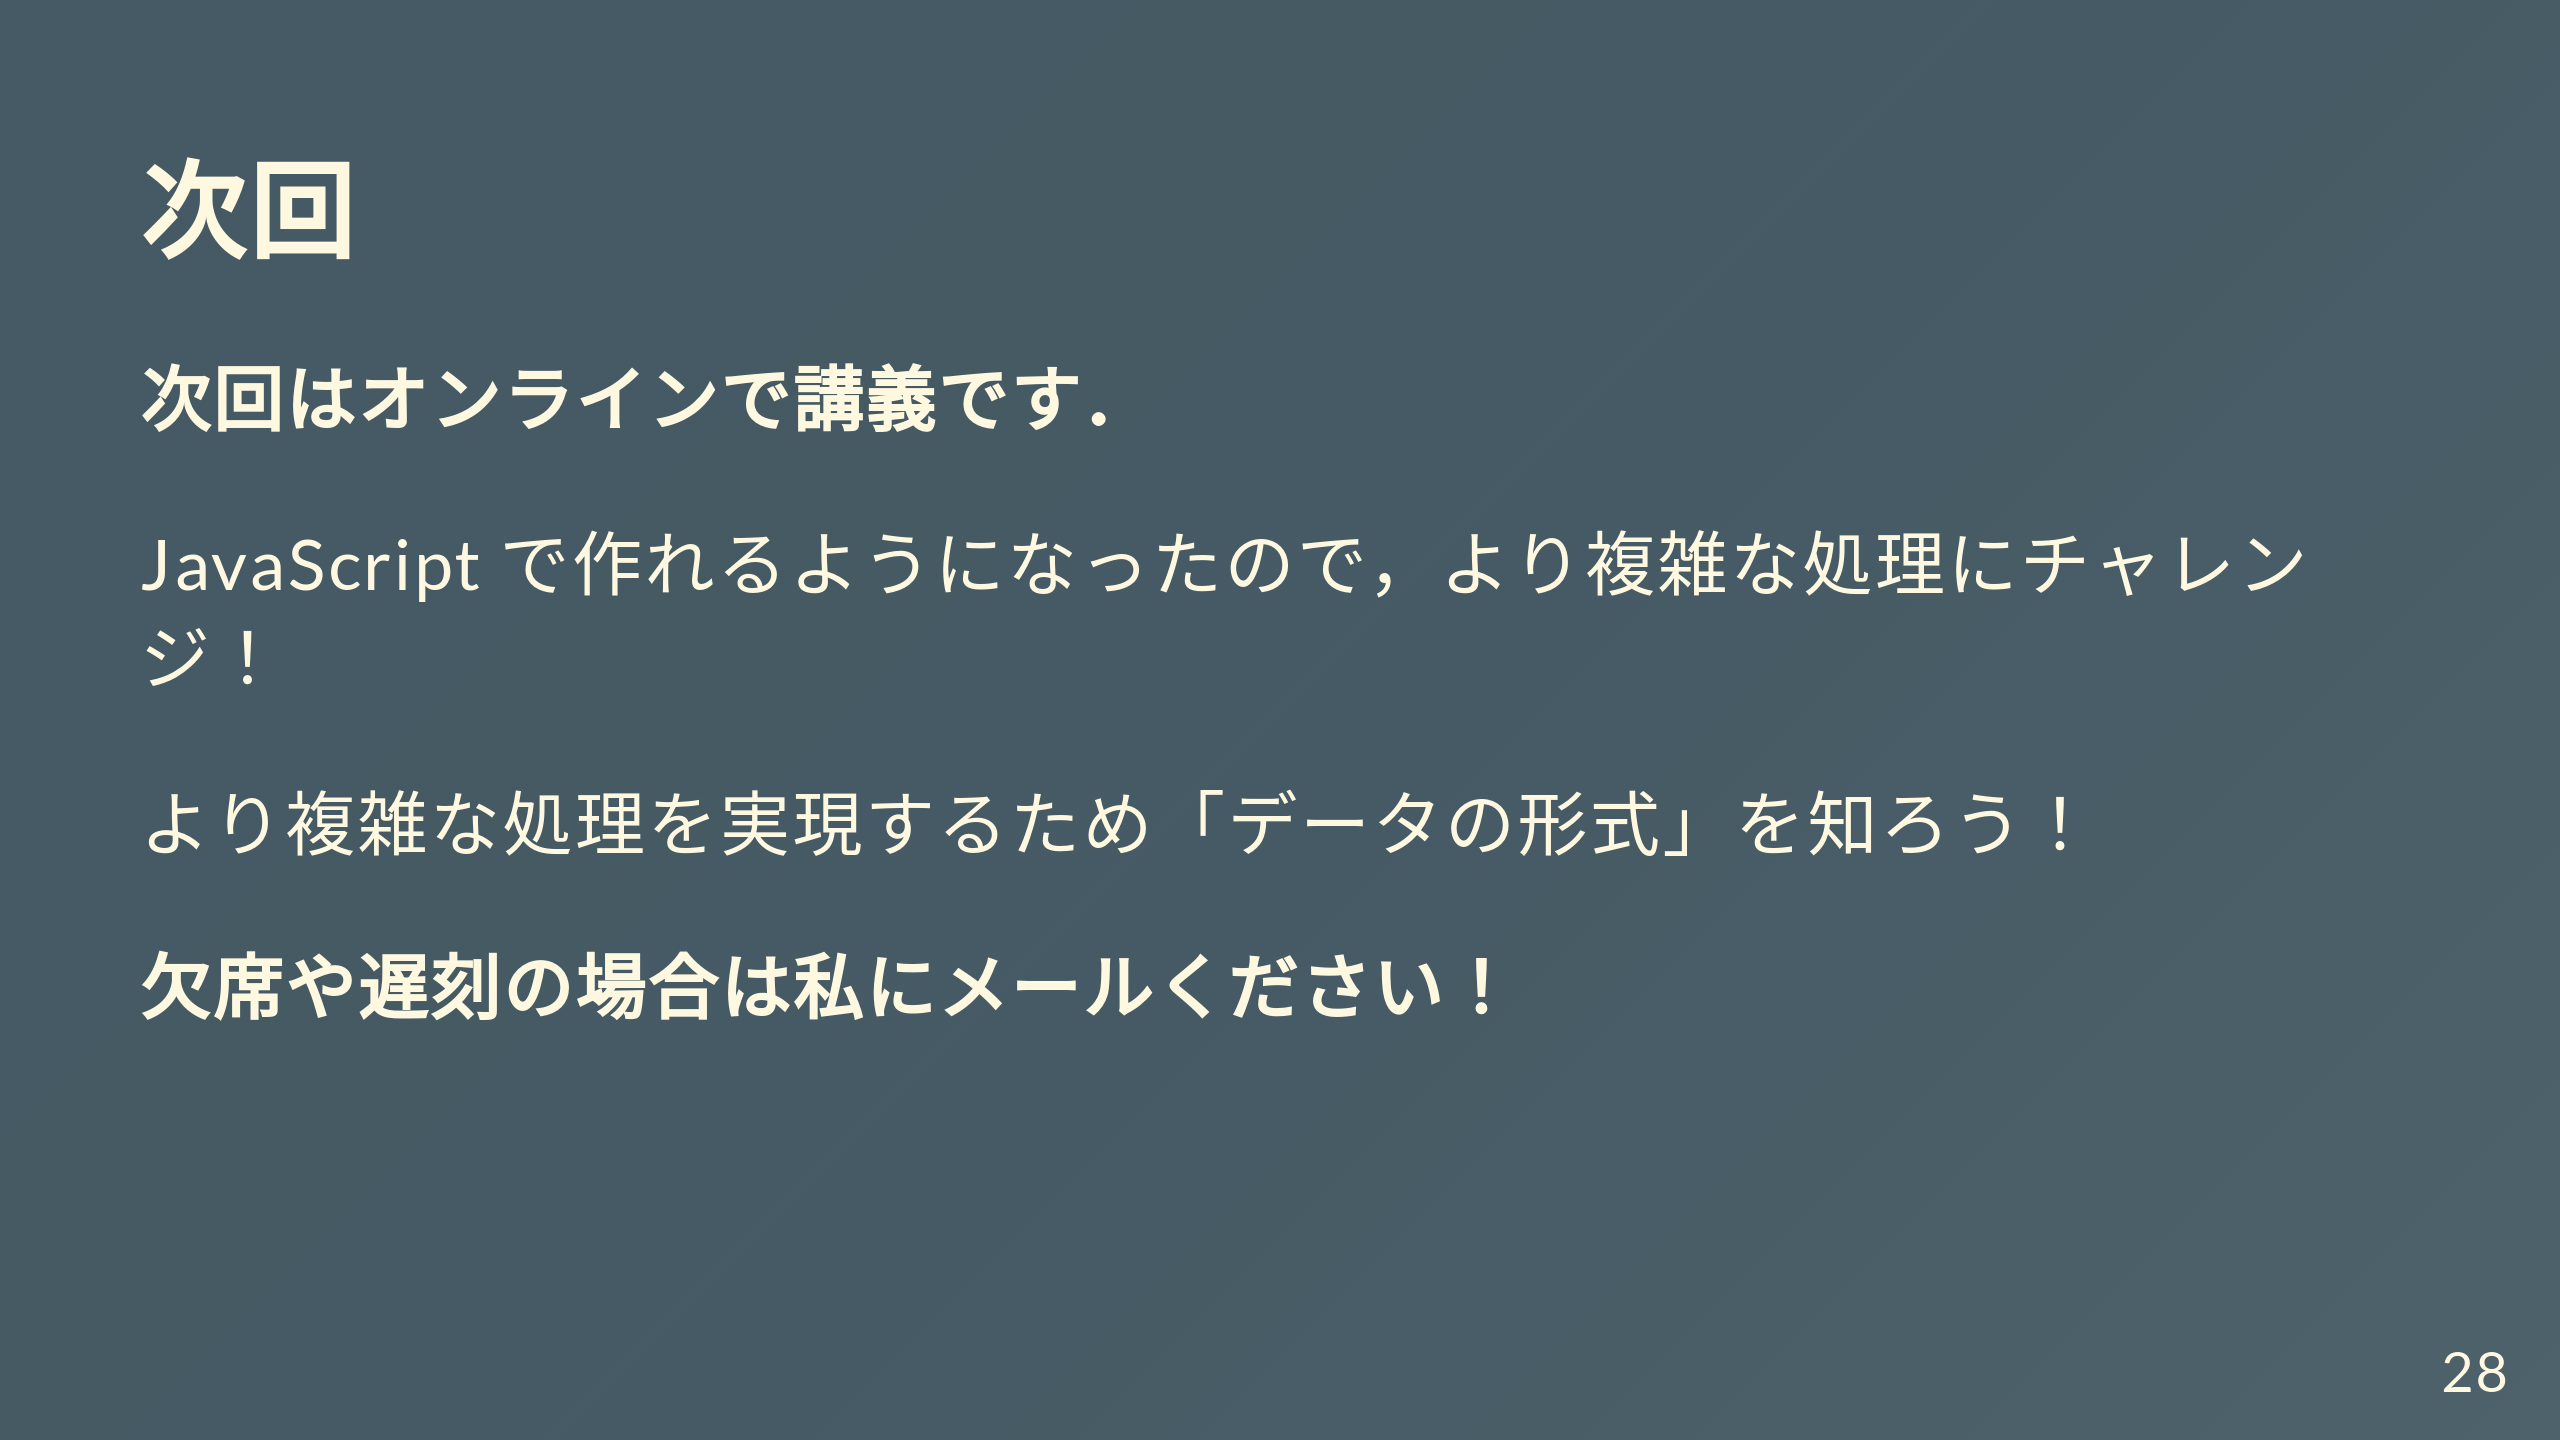 次回
次回はオンラインで講義です．
JavaScript で作れるようになったので，より複雑な処理にチャレン
ジ！
より複雑な処理を実現するため「データの形式」を知ろう！
欠席や遅刻の場合は私にメールください！
28